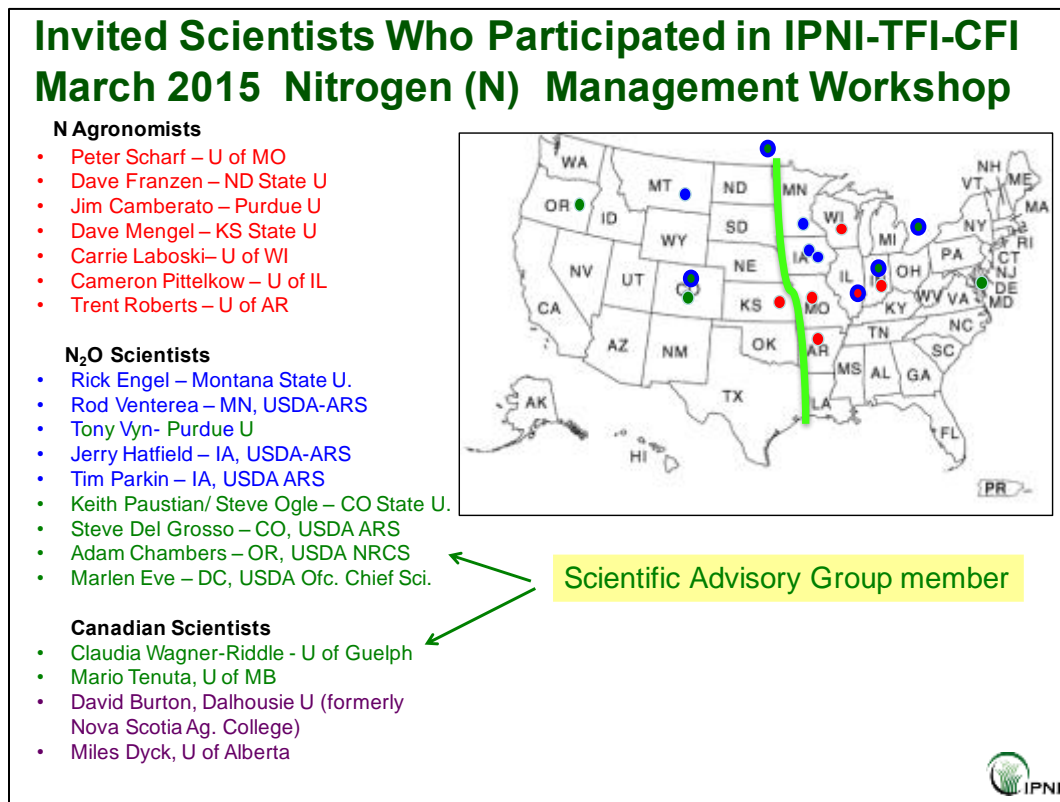 Invited Scientists Who Participated in IPNI-TFI-CFI
March 2015 Nitrogen (N) Management Workshop
N Agronomists
• Peter Scharf – U of MO
• Dave Franzen – ND State U
• Jim Camberato – Purdue U
• Dave Mengel – KS State U
• Carrie Laboski– U of WI
• Cameron Pittelkow – U of IL
• Trent Roberts – U of AR
N₂O Scientists
• Rick Engel – Montana State U.
• Rod Venterea – MN, USDA-ARS
• Tony Vyn- Purdue U
• Jerry Hatfield – IA, USDA-ARS
• Tim Parkin – IA, USDA ARS
• Keith Paustian/ Steve Ogle – CO State U.
• Steve Del Grosso – CO, USDA ARS
• Adam Chambers – OR, USDA NRCS
• Marlen Eve – DC, USDA Ofc. Chief Sci.
Canadian Scientists
• Claudia Wagner-Riddle - U of Guelph
• Mario Tenuta, U of MB
• David Burton, Dalhousie U (formerly
Nova Scotia Ag. College)
• Miles Dyck, U of Alberta
WA
MT
ND
MN
OR
ID
SD
WI
MI
WY
NE
IA
NV
UT
IL
OH
PA
NY
VT
NH
ME
MA
RI
CT
NJ
DE
MD
CA
KS
MO
KY
WV
VA
AZ
NM
OK
AR
TN
NC
SC
TX
LA
MS
AL
GA
FL
AK
HI
PR
Scientific Advisory Group member
IPNI